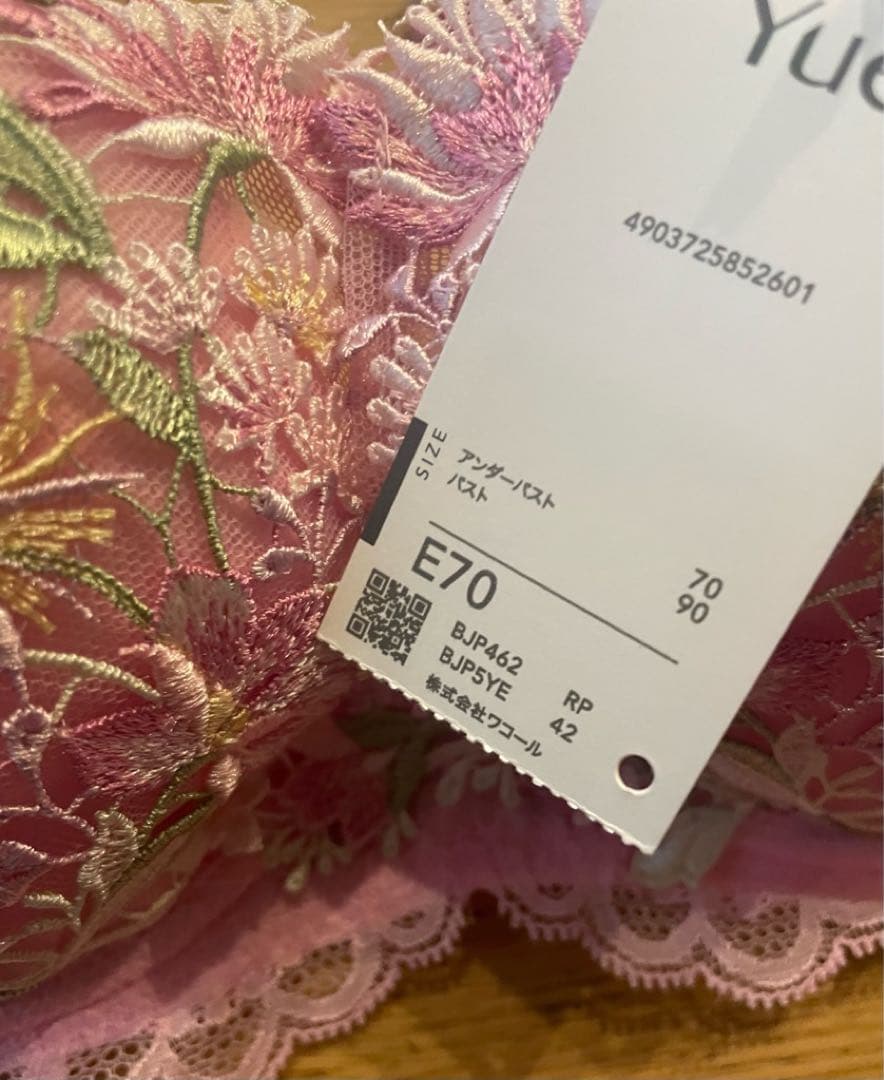 Yue
4903725852601
SIZE
アンダーバスト 70
バスト 90
E70
BJP462 RP
BJP5YE 42
株式会社ワコール